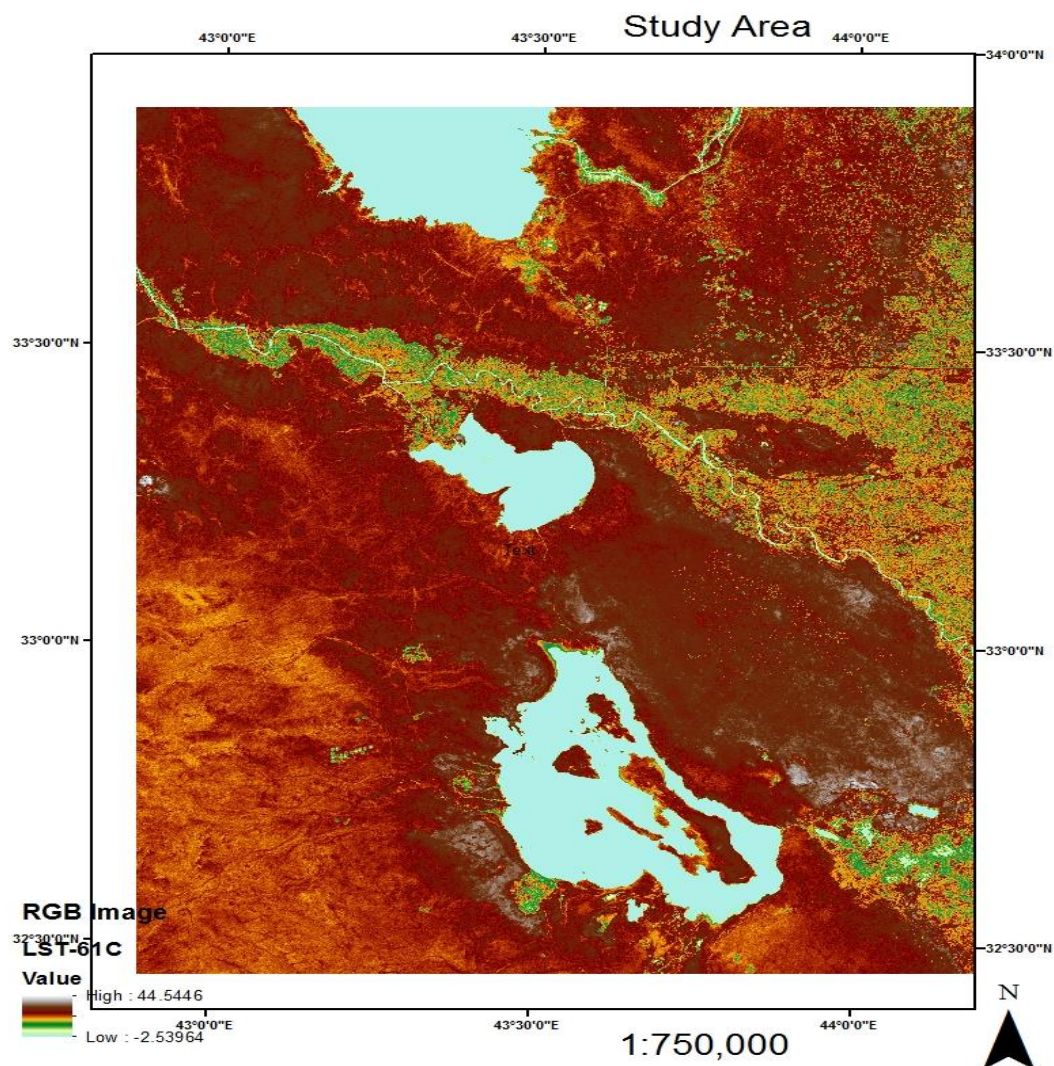 Study Area
43°0'0"E 43°30'0"E 44°0'0"E
34°0'0"N
33°30'0"N 33°30'0"N
Text
33°0'0"N 33°0'0"N
RGB Image
32°30'0"N 32°30'0"N
LST-61C
Value
High : 44.5446
Low : -2.53964
N
43°0'0"E 43°30'0"E 44°0'0"E
1:750,000